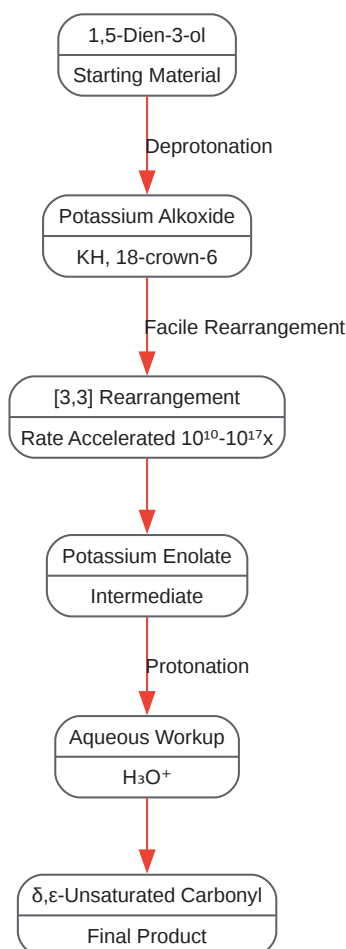 1,5-Dien-3-ol
Starting Material
Deprotonation
Potassium Alkoxide
KH, 18-crown-6
Facile Rearrangement
[3,3] Rearrangement
Rate Accelerated 10¹⁰-10¹⁷x
Potassium Enolate
Intermediate
Protonation
Aqueous Workup
H₃O⁺
δ,ε-Unsaturated Carbonyl
Final Product